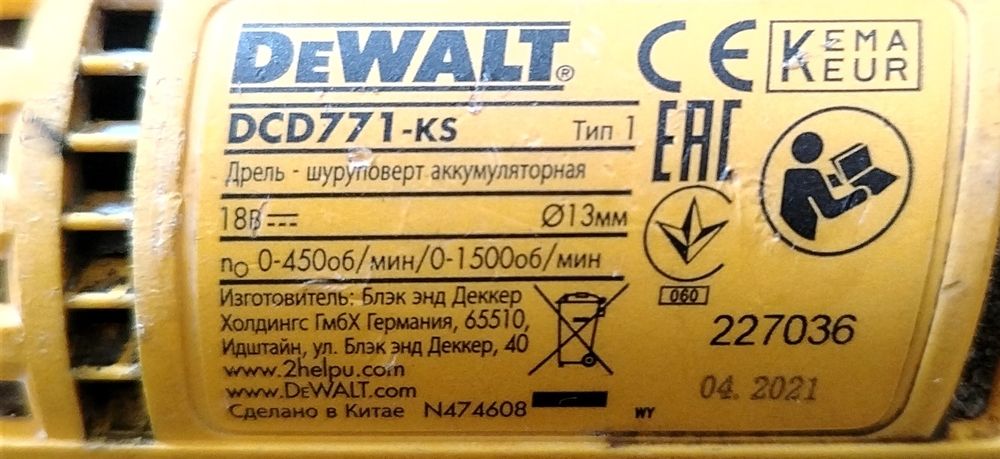 DEWALT®
CE
KEMA
KEUR
DCD771-KS Тип 1
EAC
Дрель - шуруповерт аккумуляторная
18В Ø13мм
no 0-450об/мин/0-1500об/мин
Изготовитель: Блэк энд Деккер
Холдингс ГмбХ Германия, 65510,
Идштайн, ул. Блэк энд Деккер, 40
www.2helpu.com
www.DEWALT.com
Сделано в Китае N474608
060
227036
04. 2021
WY